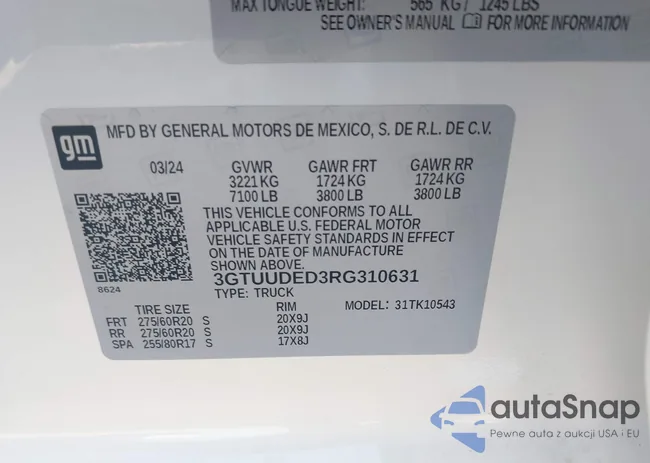 MAX TONGUE WEIGHT: 565 KG / 1245 LBS
SEE OWNER'S MANUAL FOR MORE INFORMATION
gm
MFD BY GENERAL MOTORS DE MEXICO, S. DE R.L. DE C.V.
03/24 GVWR GAWR FRT GAWR RR
3221 KG 1724 KG 1724 KG
7100 LB 3800 LB 3800 LB
THIS VEHICLE CONFORMS TO ALL
APPLICABLE U.S. FEDERAL MOTOR
VEHICLE SAFETY STANDARDS IN EFFECT
ON THE DATE OF MANUFACTURE
SHOWN ABOVE.
8624
3GTUUDED3RG310631
TYPE: TRUCK MODEL: 31TK10543
TIRE SIZE RIM
FRT 275/60R20 S 20X9J
RR 275/60R20 S 20X9J
SPA 255/80R17 S 17X8J
autaSnap
Pewne auta z aukcji USA i EU